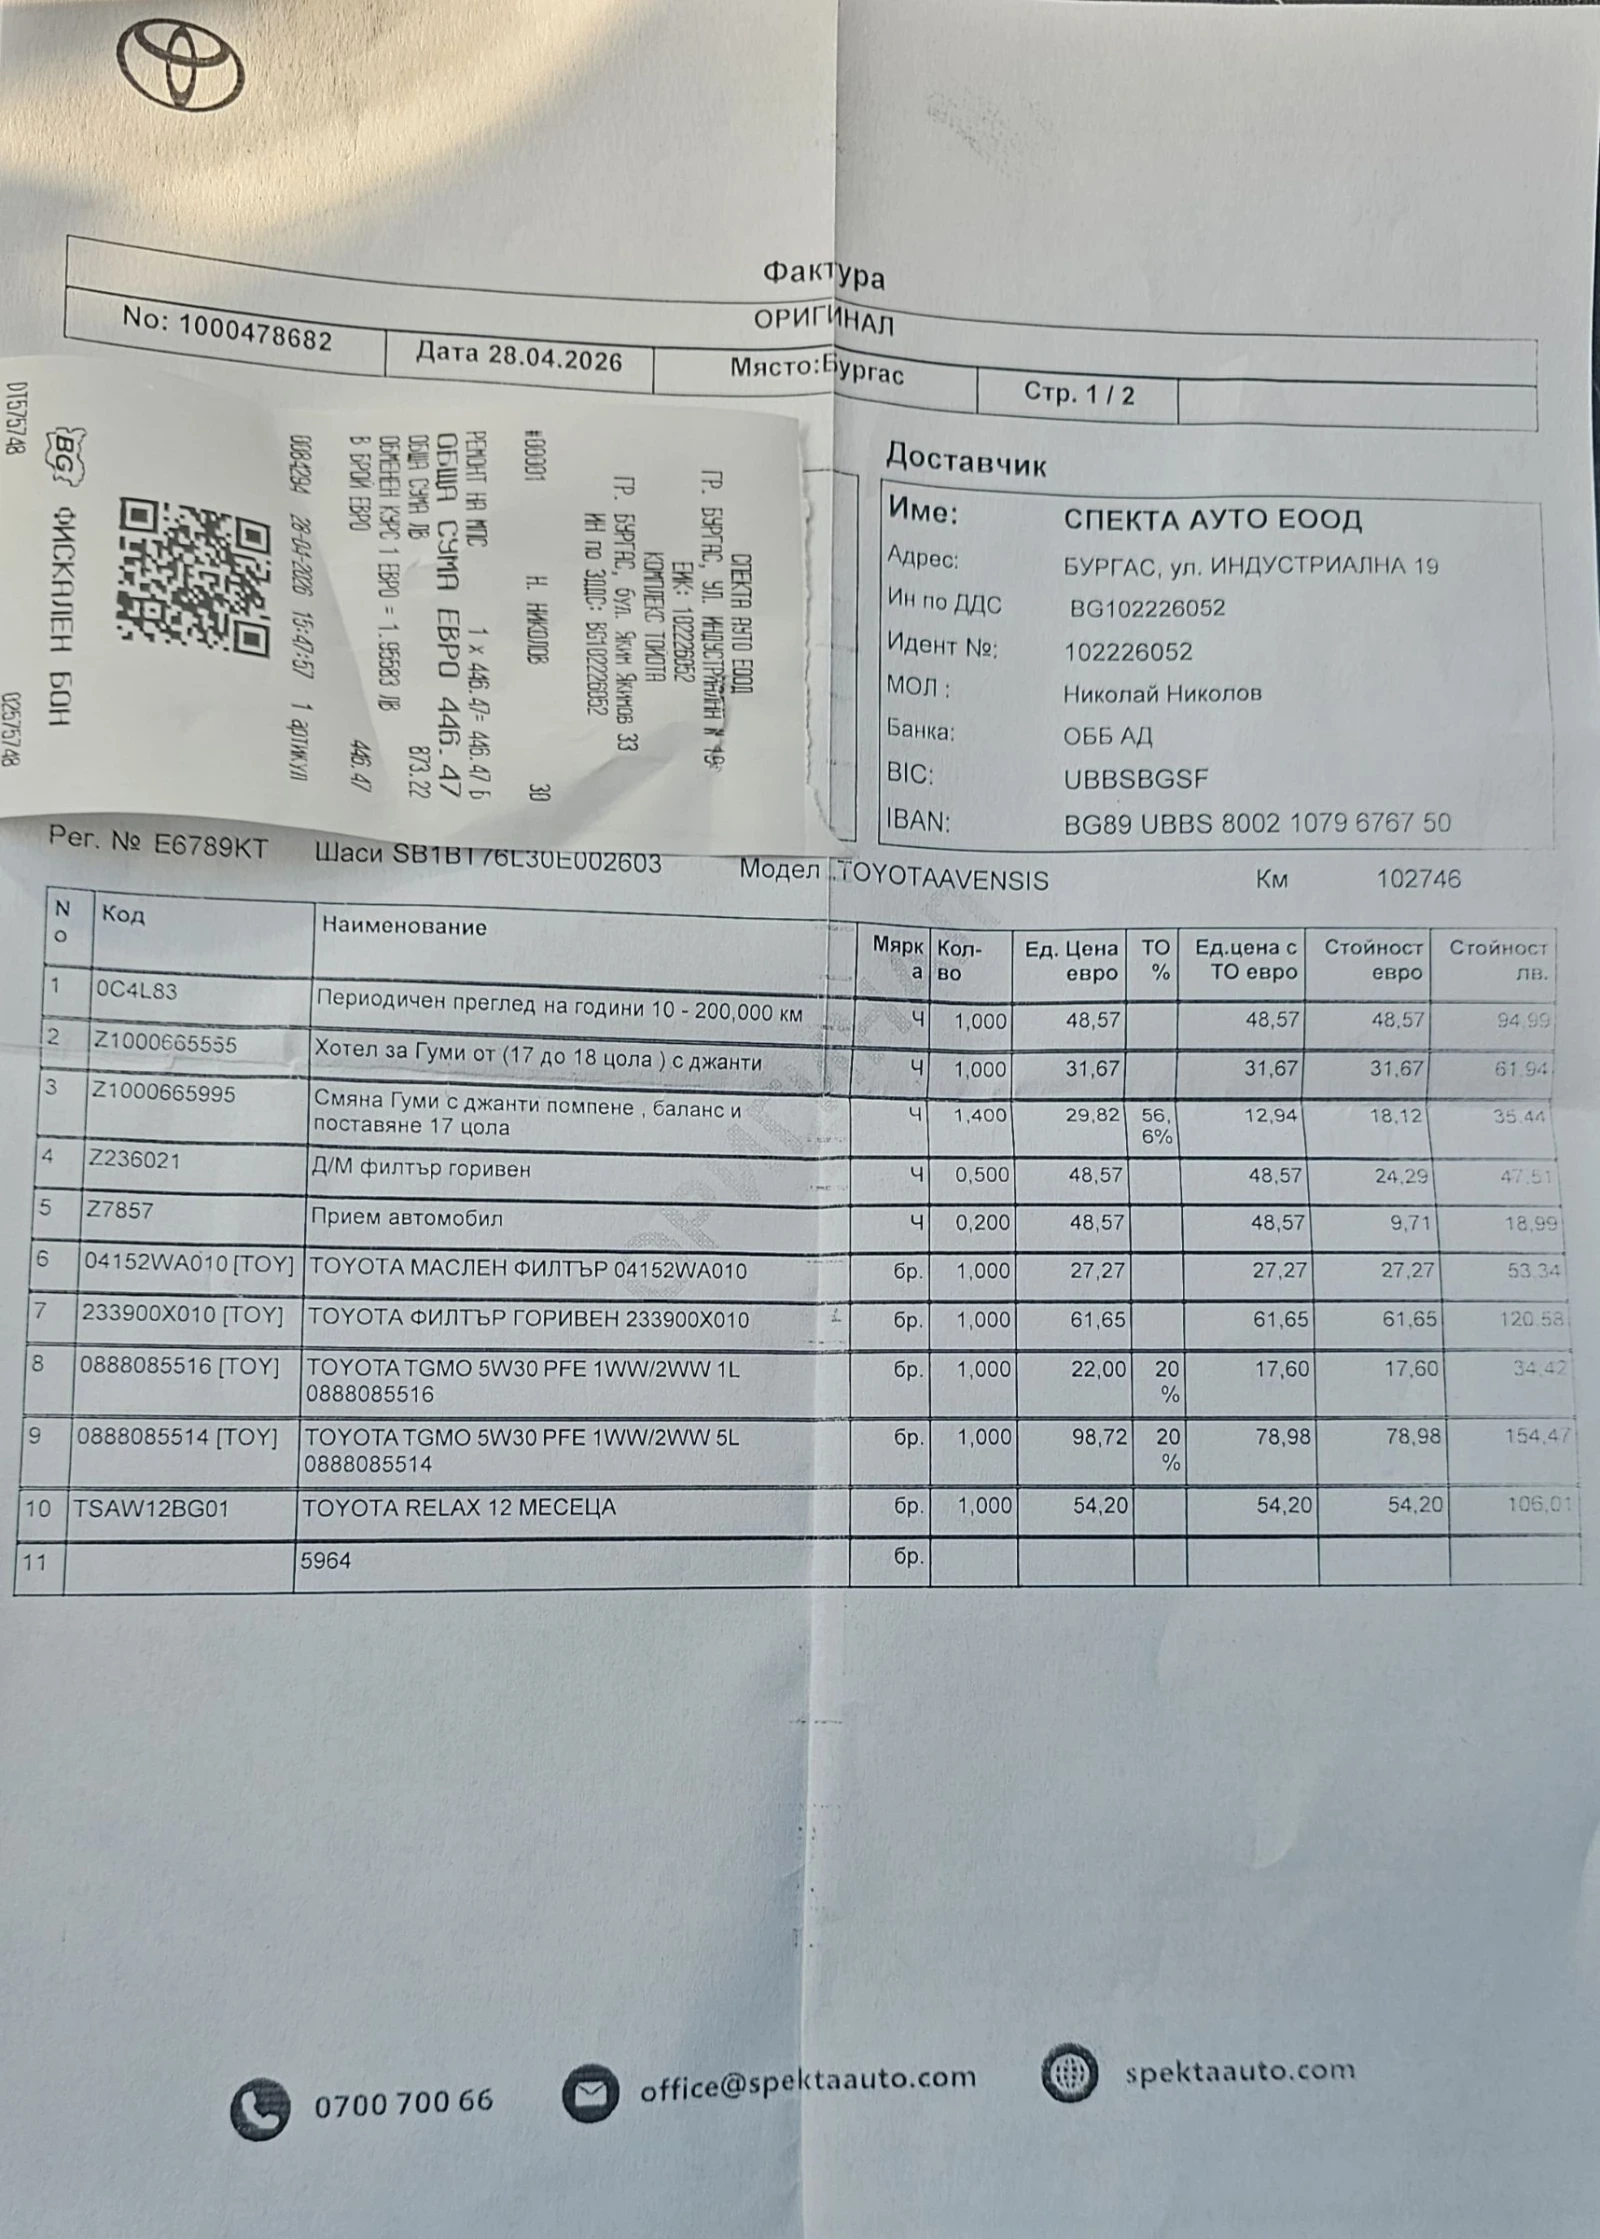 Фактура
ОРИГИНАЛ
No: 1000478682
Дата 28.04.2026
Място:Бургас
Стр. 1 / 2
СПЕКТА АУТО ЕООД
ГР. БУРГАС, УЛ. ИНДУСТРИАЛНА N 19
ЕИК: 102226052
КОМПЛЕКС ТОЙОТА
ГР. БУРГАС, бул. Яким Якимов 33
ИН по ЗДДС: BG102226052
#00001 Н. НИКОЛОВ 30
РЕМОНТ НА МПС 1 x 446.47= 446.47 Б
ОБЩА СУМА ЕВРО 446.47
ОБЩА СУМА ЛВ 873.22
ОБМЕНЕН КУРС 1 ЕВРО = 1.95583 ЛВ
В БРОЙ ЕВРО 446.47
0084294 28-04-2026 15:47:57 1 артикул
BG ФИСКАЛЕН БОН
DT575748 02575748
Доставчик
Име: СПЕКТА АУТО ЕООД
Адрес: БУРГАС, ул. ИНДУСТРИАЛНА 19
Ин по ДДС BG102226052
Идент №: 102226052
МОЛ : Николай Николов
Банка: ОББ АД
BIC: UBBSBGSF
IBAN: BG89 UBBS 8002 1079 6767 50
Рег. № E6789KT Шаси SB1BT76L30E002603 Модел :TOYOTAAVENSIS Км 102746
No Код Наименование Мярка Кол-во Ед. Цена евро ТО % Ед.цена с ТО евро Стойност евро Стойност лв.
1 0C4L83 Периодичен преглед на години 10 - 200,000 км ч 1,000 48,57 48,57 48,57 94,99
2 Z1000665555 Хотел за Гуми от (17 до 18 цола ) с джанти ч 1,000 31,67 31,67 31,67 61,94
3 Z1000665995 Смяна Гуми с джанти помпене , баланс и ч 1,400 29,82 56, 12,94 18,12 35,44
поставяне 17 цола 6%
4 Z236021 Д/М филтър горивен ч 0,500 48,57 48,57 24,29 47,51
5 Z7857 Прием автомобил ч 0,200 48,57 48,57 9,71 18,99
6 04152WA010 [TOY] TOYOTA МАСЛЕН ФИЛТЪР 04152WA010 бр. 1,000 27,27 27,27 27,27 53,34
7 233900X010 [TOY] TOYOTA ФИЛТЪР ГОРИВЕН 233900X010 бр. 1,000 61,65 61,65 61,65 120,58
8 0888085516 [TOY] TOYOTA TGMO 5W30 PFE 1WW/2WW 1L бр. 1,000 22,00 20 17,60 17,60 34,42
0888085516 %
9 0888085514 [TOY] TOYOTA TGMO 5W30 PFE 1WW/2WW 5L бр. 1,000 98,72 20 78,98 78,98 154,47
0888085514 %
10 TSAW12BG01 TOYOTA RELAX 12 МЕСЕЦА бр. 1,000 54,20 54,20 54,20 106,01
11 5964 бр.
0700 700 66
office@spektaauto.com
spektaauto.com